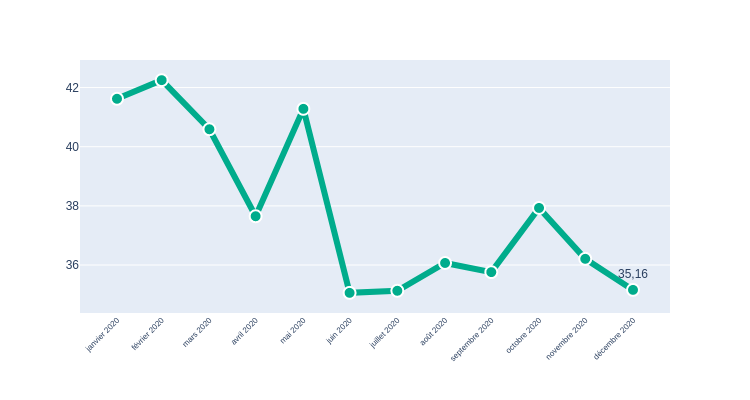 42
40
38
36
35,16
janvier 2020
février 2020
mars 2020
avril 2020
mai 2020
juin 2020
juillet 2020
août 2020
septembre 2020
octobre 2020
novembre 2020
décembre 2020